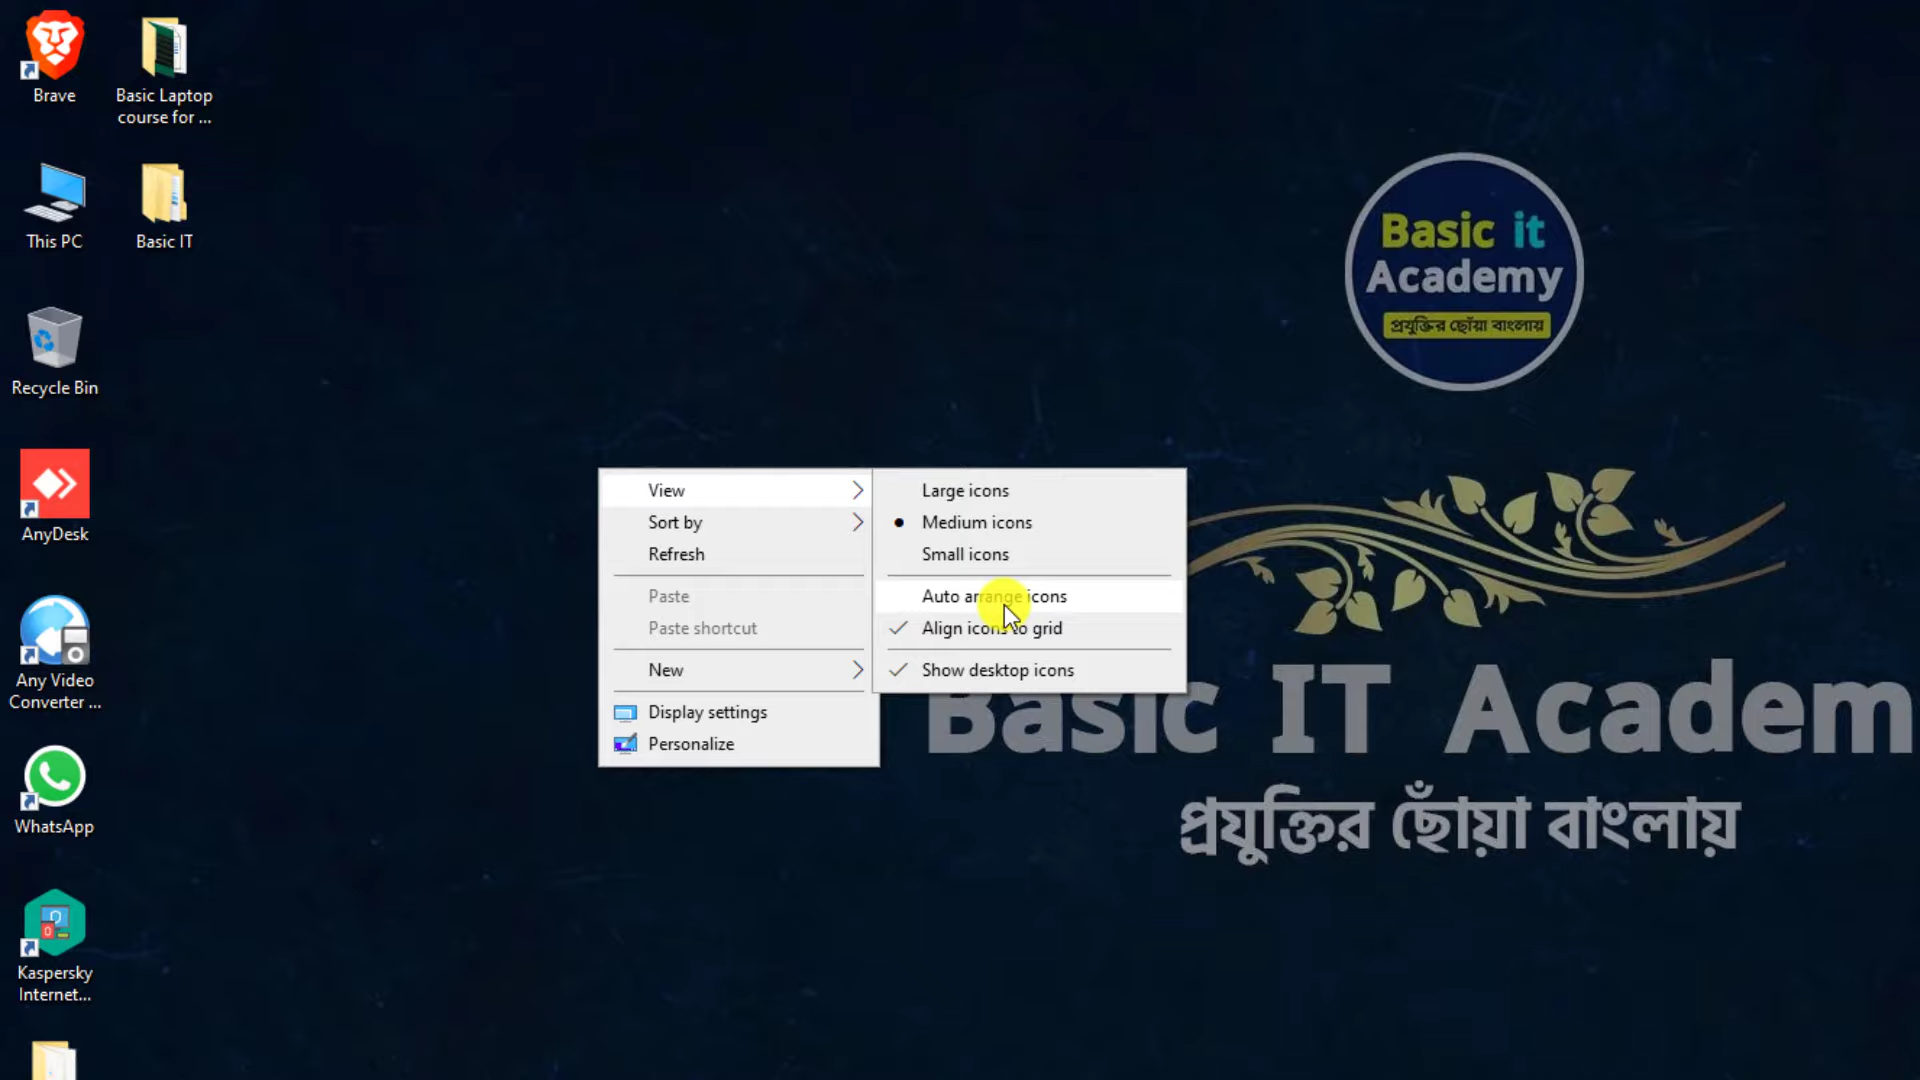 Brave
Basic Laptop
course for ...
This PC
Basic IT
Recycle Bin
AnyDesk
Any Video
Converter ...
WhatsApp
Kaspersky
Internet...
View
Sort by
Refresh
Paste
Paste shortcut
New
Display settings
Personalize
Large icons
Medium icons
Small icons
Auto arrange icons
Align icons to grid
Show desktop icons
Basic it
Academy
প্রযুক্তির ছোঁয়া বাংলায়
Basic IT Academ
প্রযুক্তির ছোঁয়া বাংলায়